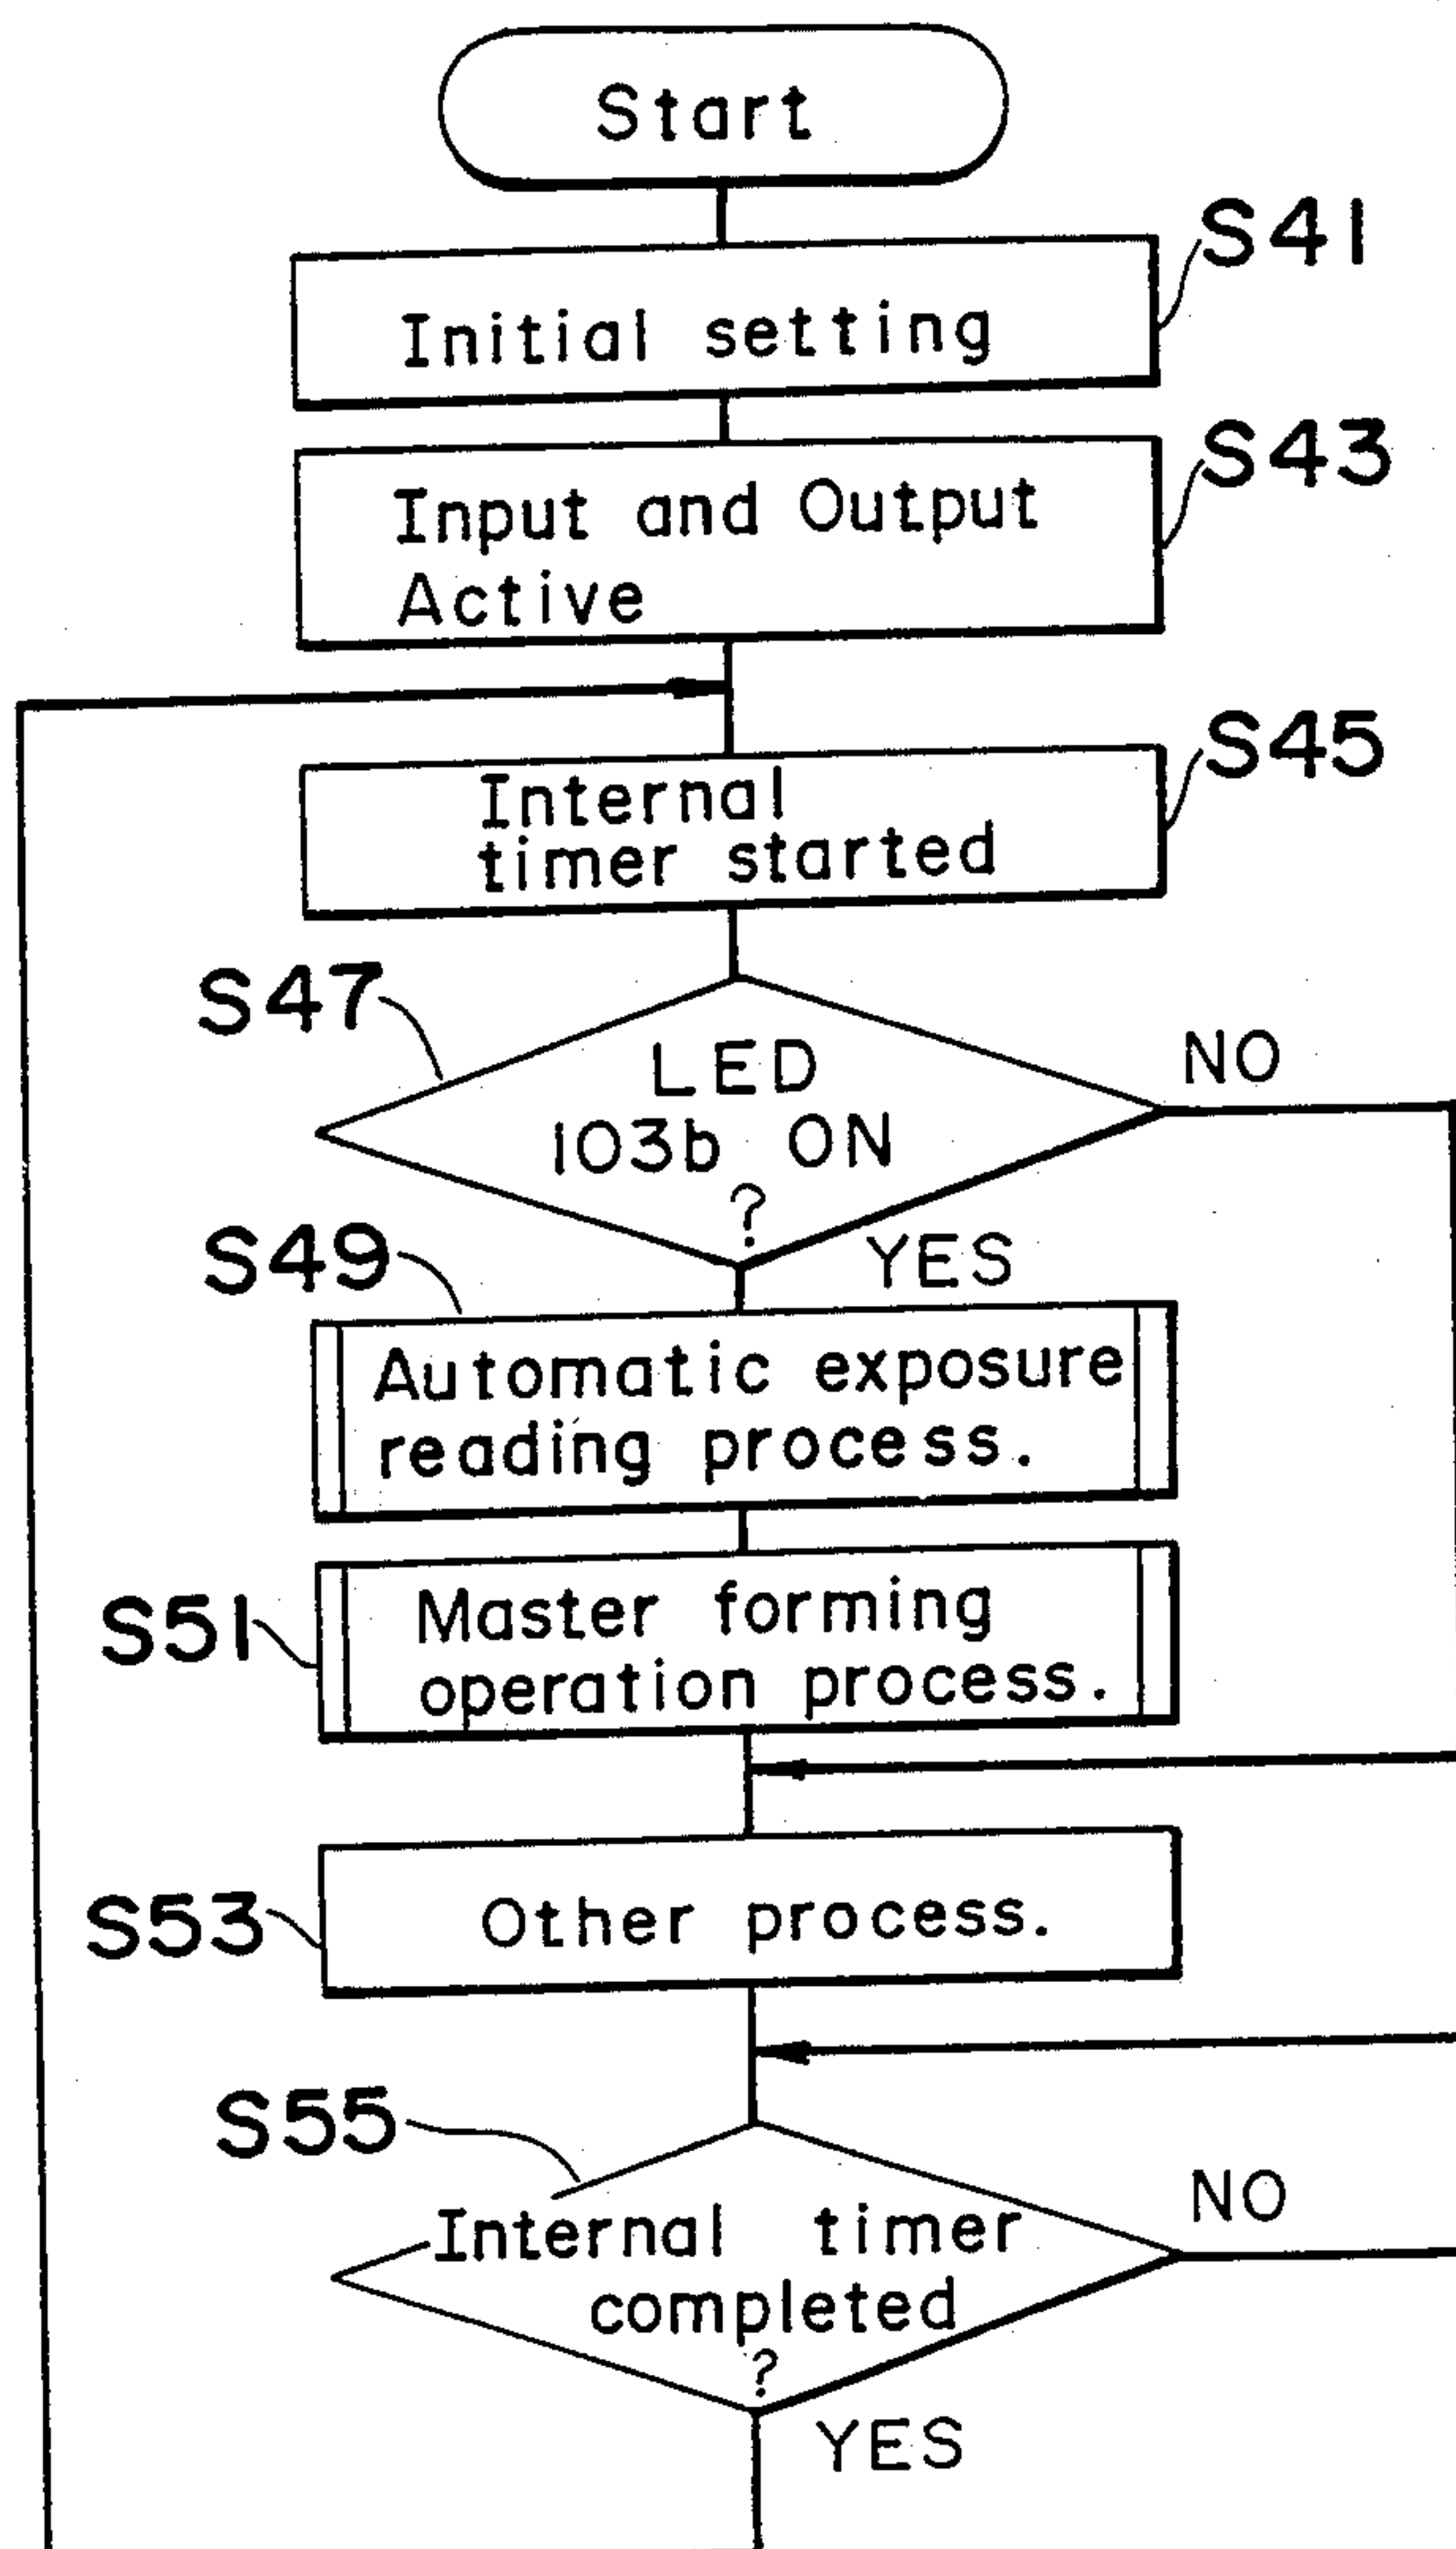 Start
S41
Initial setting
S43
Input and Output
Active
S45
Internal
timer started
S47
LED
103b ON
?
NO
YES
S49
Automatic exposure
reading process.
S51
Master forming
operation process.
S53
Other process.
S55
Internal timer
completed
?
NO
YES